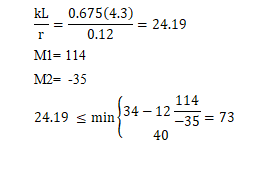 kL/r = 0.675(4.3)/0.12 = 24.19
M1= 114
M2= -35
24.19 ≤ min{34 − 12 114/−35 = 73
40